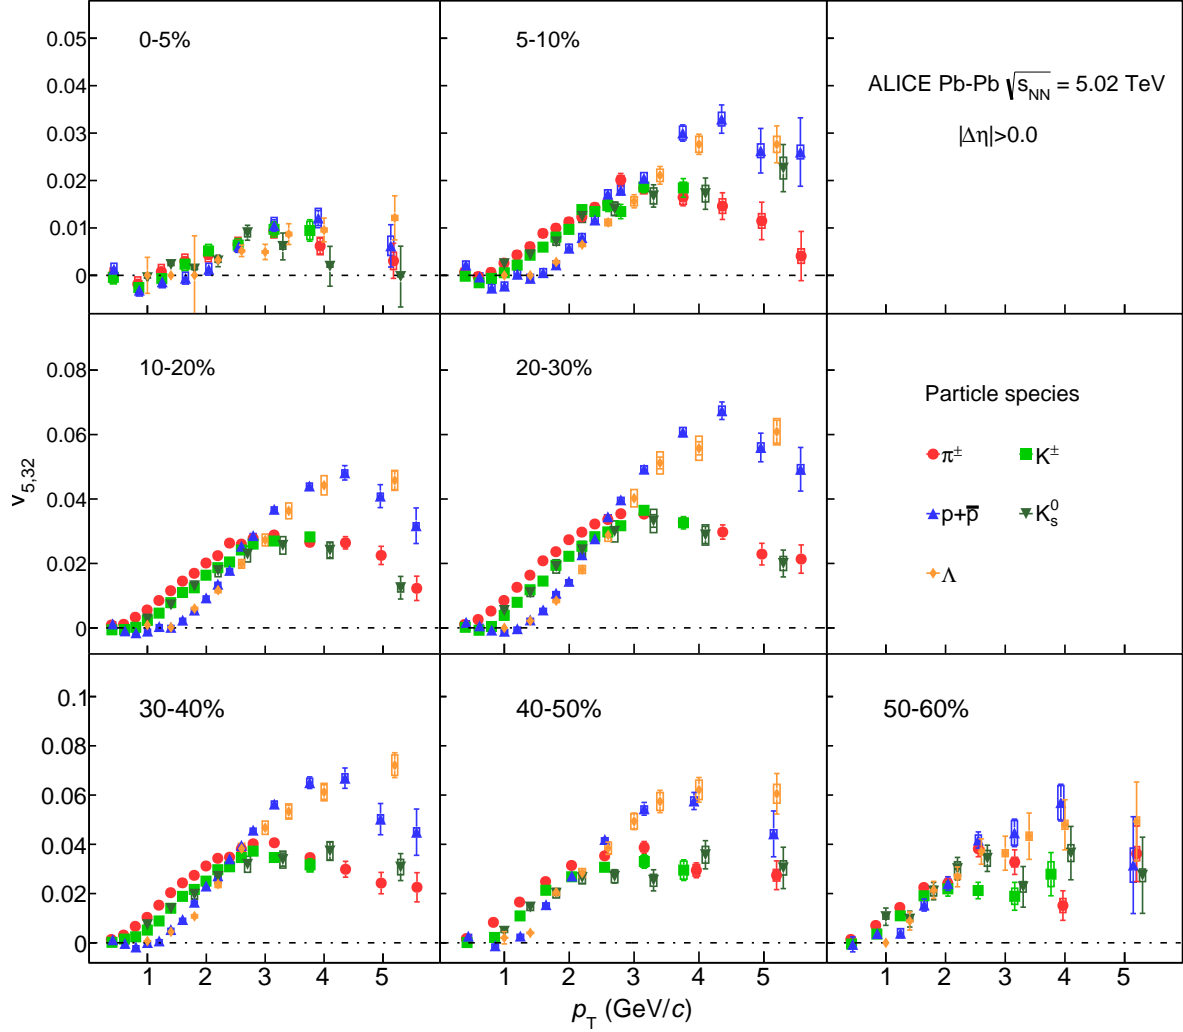 0-5%
5-10%
ALICE Pb-Pb √s_NN = 5.02 TeV
|Δη|>0.0
0.05
0.04
0.03
0.02
0.01
0
10-20%
20-30%
Particle species
π±
K±
p+p̅
K⁰ₛ
Λ
0.08
0.06
0.04
0.02
0
v_5,32
30-40%
40-50%
50-60%
0.1
0.08
0.06
0.04
0.02
0
1 2 3 4 5 1 2 3 4 5 1 2 3 4 5
p_T (GeV/c)